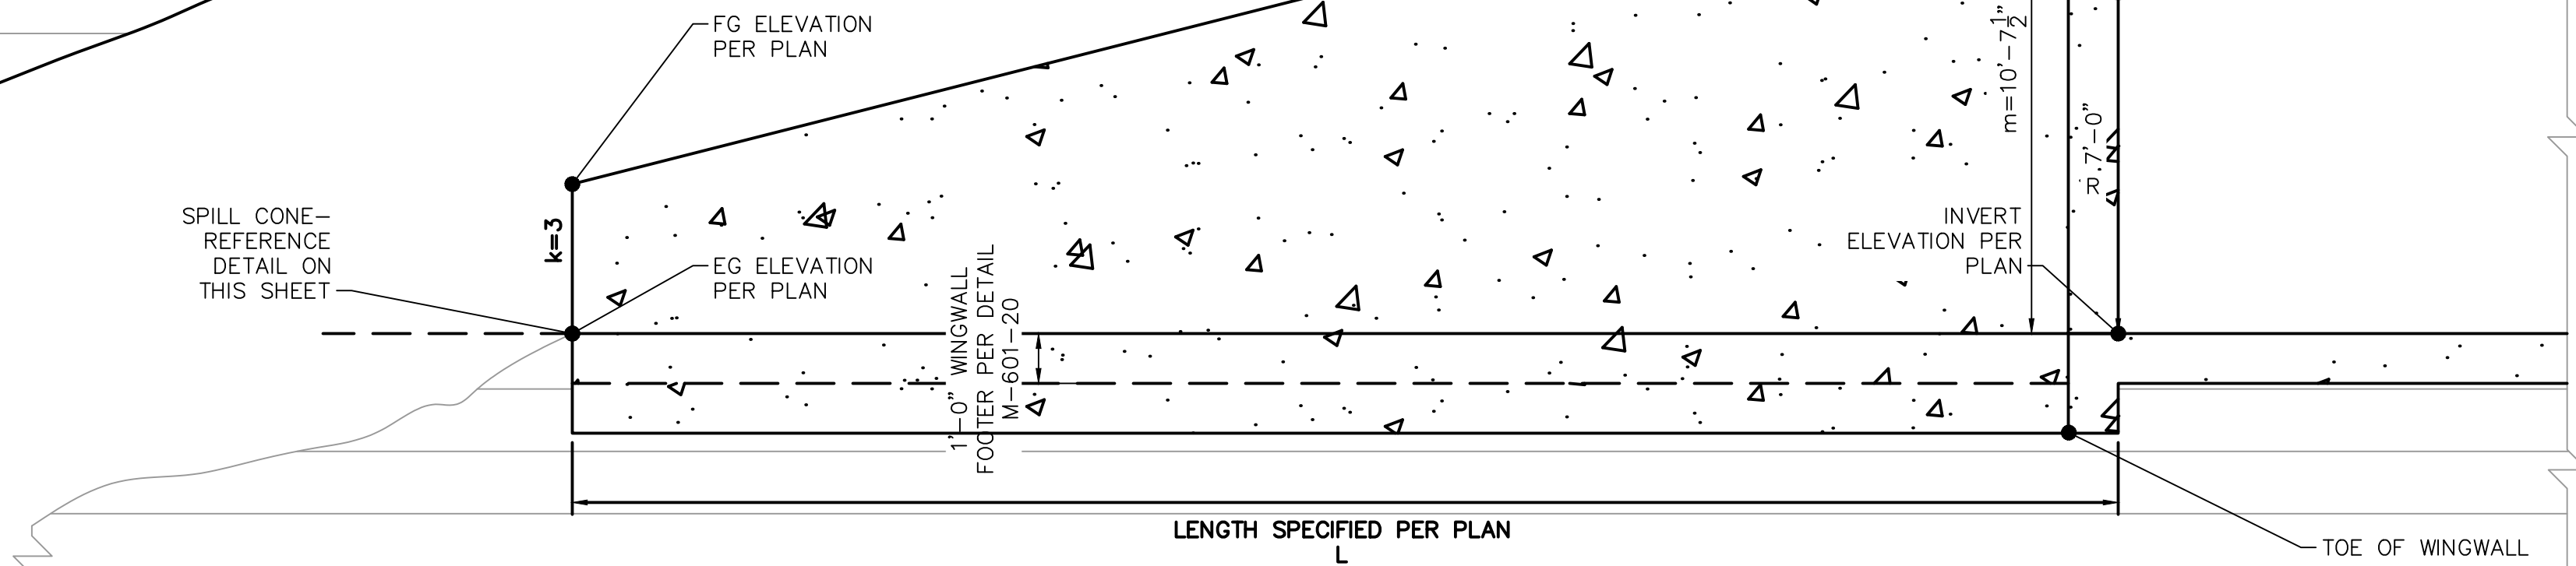 FG ELEVATION
PER PLAN
m=10'-7 1/2"
7'-0"
R
SPILL CONE-
REFERENCE
DETAIL ON
THIS SHEET
k=3
EG ELEVATION
PER PLAN
INVERT
ELEVATION PER
PLAN
1'-0" WINGWALL
FOOTER PER DETAIL
M-601-20
LENGTH SPECIFIED PER PLAN
L
TOE OF WINGWALL